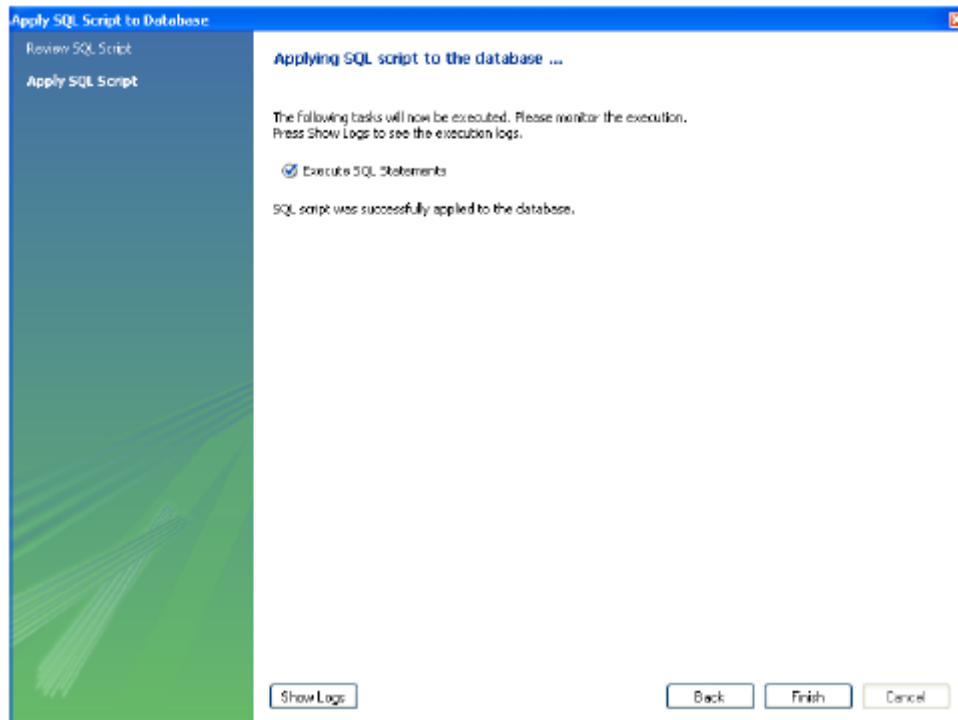 Apply SQL Script to Database
Review SQL Script
Apply SQL Script
Applying SQL script to the database ...
The following tasks will now be executed. Please monitor the execution.
Press Show Logs to see the execution logs.
Execute SQL Statements
SQL script was successfully applied to the database.
Show Logs
Back
Finish
Cancel